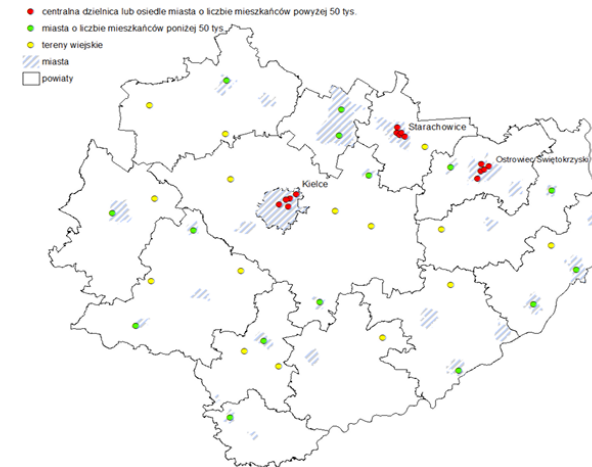 centralna dzielnica lub osiedle miasta o liczbie mieszkańców powyżej 50 tys.
miasta o liczbie mieszkańców poniżej 50 tys.
tereny wiejskie
miasta
powiaty
Starachowice
Ostrowiec Świętokrzyski
Kielce